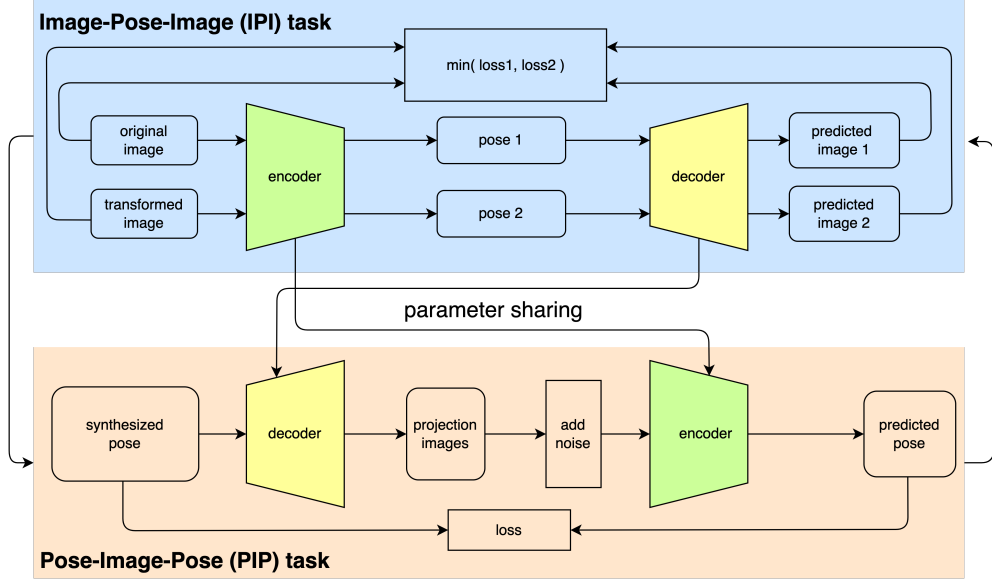 Image-Pose-Image (IPI) task
min( loss1, loss2 )
original
image
encoder
pose 1
decoder
predicted
image 1
transformed
image
pose 2
predicted
image 2
parameter sharing
synthesized
pose
decoder
projection
images
add
noise
encoder
predicted
pose
loss
Pose-Image-Pose (PIP) task